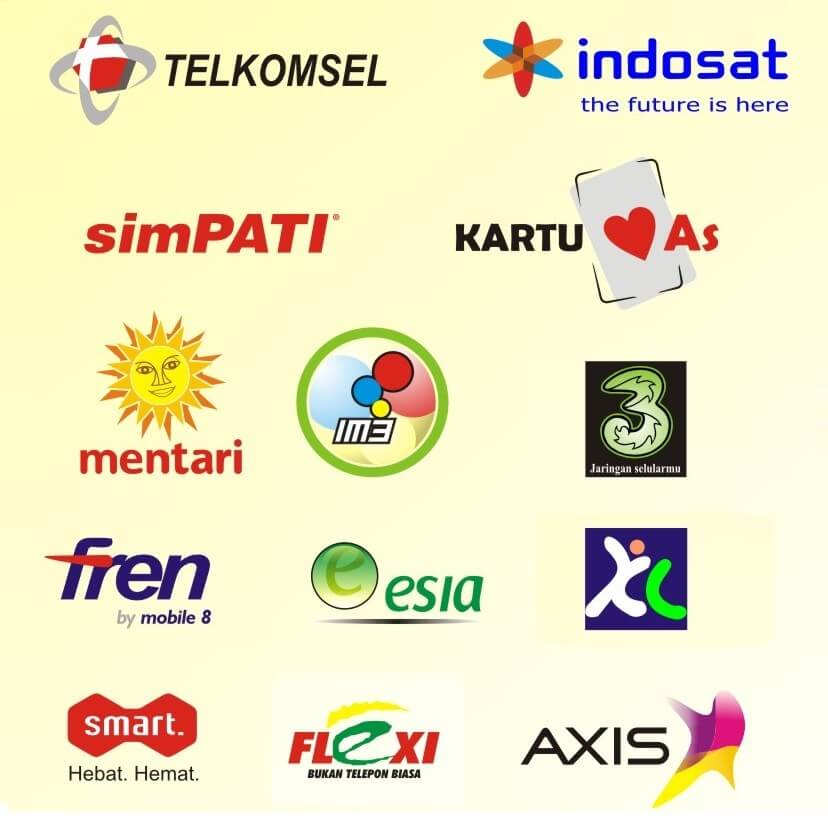 TELKOMSEL
indosat
the future is here
simPATI®
KARTU As
mentari
IM3
3
Jaringan selularmu
fren
by mobile 8
e esia
XL
smart.
Hebat. Hemat.
FLEXI
BUKAN TELEPON BIASA
AXIS